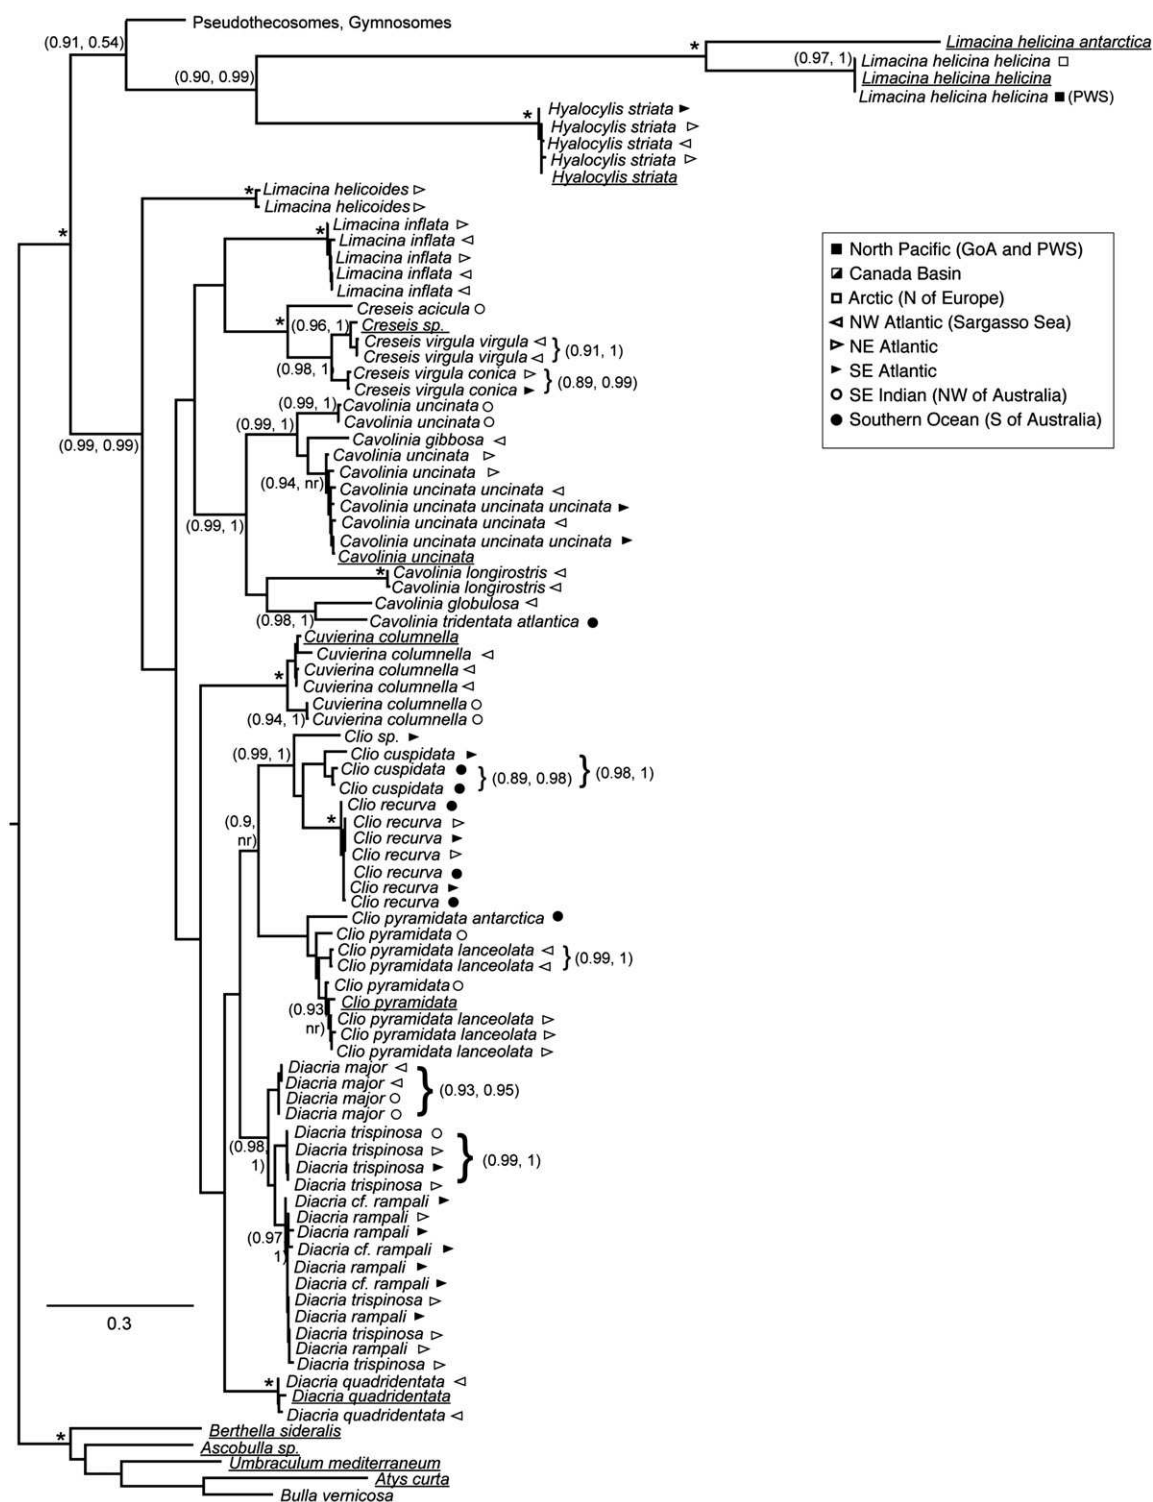 Pseudothecosomes, Gymnosomes
(0.91, 0.54)
*
Limacina helicina antarctica
(0.97, 1)
Limacina helicina helicina
(0.90, 0.99)
Limacina helicina helicina
Limacina helicina helicina ■ (PWS)
*
Hyalocylis striata
Hyalocylis striata
Hyalocylis striata
Hyalocylis striata
Hyalocylis striata
*
Limacina helicoides
Limacina helicoides
*
*
Limacina inflata
Limacina inflata
Limacina inflata
Limacina inflata
Limacina inflata
North Pacific (GoA and PWS)
Canada Basin
Arctic (N of Europe)
NW Atlantic (Sargasso Sea)
NE Atlantic
SE Atlantic
SE Indian (NW of Australia)
Southern Ocean (S of Australia)
Creseis acicula
*
(0.96, 1)
Creseis sp.
Creseis virgula virgula
Creseis virgula virgula
} (0.91, 1)
(0.98, 1)
Creseis virgula conica
Creseis virgula conica
} (0.89, 0.99)
(0.99, 1)
Cavolinia uncinata
Cavolinia uncinata
(0.99, 1)
(0.99, 0.99)
Cavolinia gibbosa
Cavolinia uncinata
Cavolinia uncinata
(0.94, nr)
Cavolinia uncinata uncinata
Cavolinia uncinata uncinata uncinata
Cavolinia uncinata uncinata
(0.99, 1)
Cavolinia uncinata uncinata uncinata
Cavolinia uncinata
*
Cavolinia longirostris
Cavolinia longirostris
Cavolinia globulosa
(0.98, 1)
Cavolinia tridentata atlantica
Cuvierina columnella
Cuvierina columnella
Cuvierina columnella
*
Cuvierina columnella
Cuvierina columnella
(0.94, 1)
Cuvierina columnella
Clio sp.
(0.99, 1)
Clio cuspidata
Clio cuspidata
Clio cuspidata
} (0.89, 0.98)
} (0.98, 1)
Clio recurva
*
Clio recurva
Clio recurva
Clio recurva
Clio recurva
Clio recurva
Clio recurva
(0.9,
nr)
Clio pyramidata antarctica
Clio pyramidata
Clio pyramidata lanceolata
Clio pyramidata lanceolata
} (0.99, 1)
Clio pyramidata
Clio pyramidata
(0.93
nr)
Clio pyramidata lanceolata
Clio pyramidata lanceolata
Clio pyramidata lanceolata
Diacria major
Diacria major
Diacria major
Diacria major
} (0.93, 0.95)
Diacria trispinosa
Diacria trispinosa
Diacria trispinosa
Diacria trispinosa
} (0.99, 1)
(0.98,
1)
Diacria cf. rampali
Diacria rampali
Diacria rampali
Diacria cf. rampali
(0.97
1)
Diacria rampali
Diacria cf. rampali
Diacria trispinosa
Diacria rampali
Diacria trispinosa
Diacria rampali
Diacria trispinosa
0.3
*
Diacria quadridentata
Diacria quadridentata
Diacria quadridentata
*
Berthella sideralis
Ascobulla sp.
Umbraculum mediterraneum
Atys curta
Bulla vernicosa